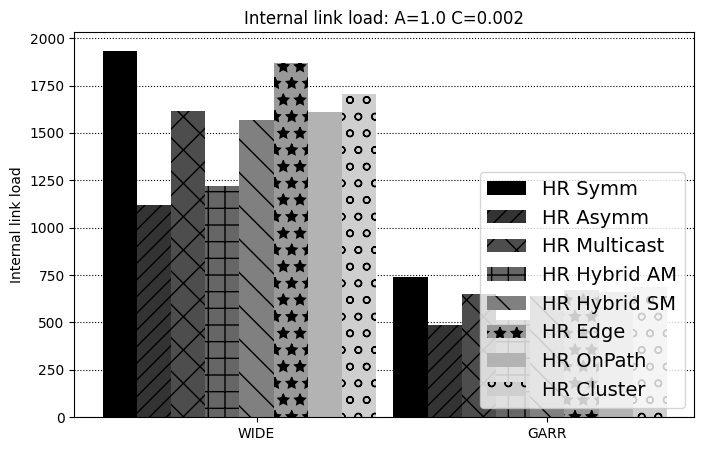 Internal link load: A=1.0 C=0.002
Internal link load
2000
1750
1500
1250
1000
750
500
250
0
WIDE
GARR
HR Symm
HR Asymm
HR Multicast
HR Hybrid AM
HR Hybrid SM
HR Edge
HR OnPath
HR Cluster